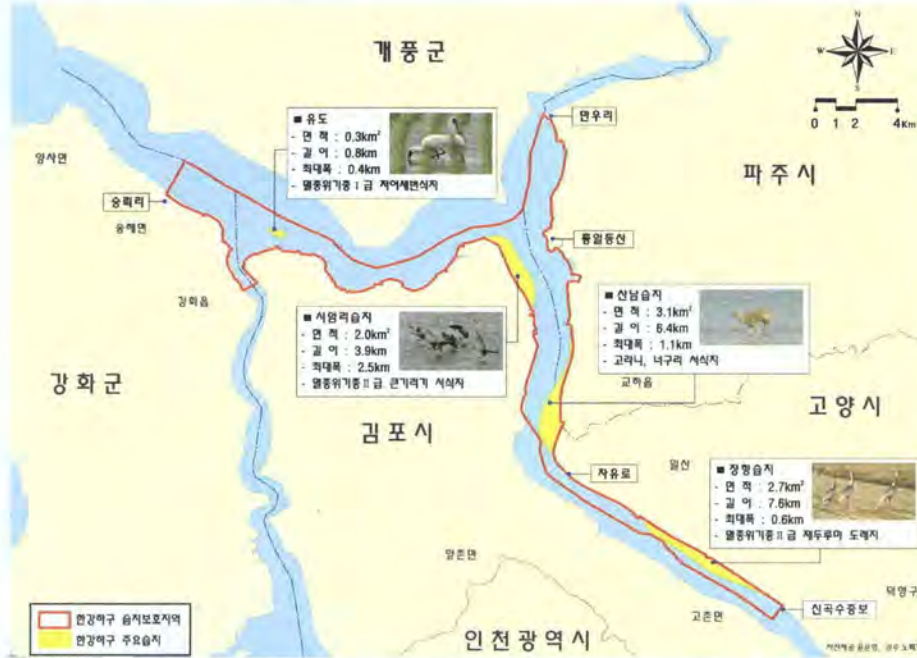 개풍군
N
W
E
S
0 1 2 4Km
■ 유도
- 면 적 : 0.3km²
- 길 이 : 0.8km
- 최대폭 : 0.4km
- 멸종위기종Ⅰ급 저어새번식지
만우리
파주시
양사면
숭뢰리
송해면
통일동산
강화읍
■ 시암리습지
- 면 적 : 2.0km²
- 길 이 : 3.9km
- 최대폭 : 2.5km
- 멸종위기종Ⅱ급 큰기러기 서식지
■ 산남습지
- 면 적 : 3.1km²
- 길 이 : 6.4km
- 최대폭 : 1.1km
- 고라니, 너구리 서식지
교하읍
강화군
김포시
고양시
자유로
일산
■ 장항습지
- 면 적 : 2.7km²
- 길 이 : 7.6km
- 최대폭 : 0.6km
- 멸종위기종Ⅱ급 재두루미 도래지
덕양구
신곡수중보
고촌면
한강하구 습지보호지역
한강하구 주요습지
인천광역시